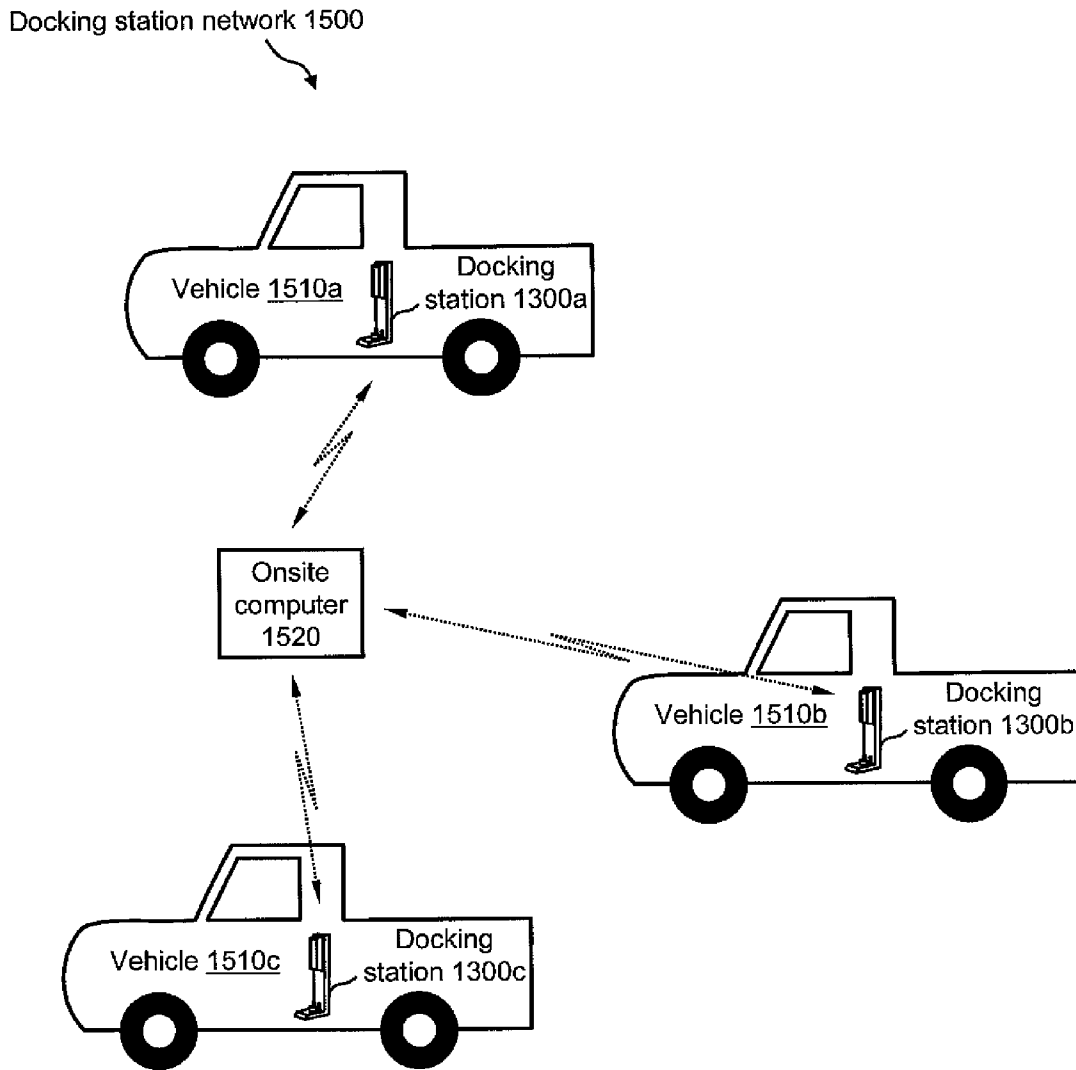 Docking station network 1500
Vehicle 1510a
Docking
station 1300a
Onsite
computer
1520
Vehicle 1510b
Docking
station 1300b
Vehicle 1510c
Docking
station 1300c